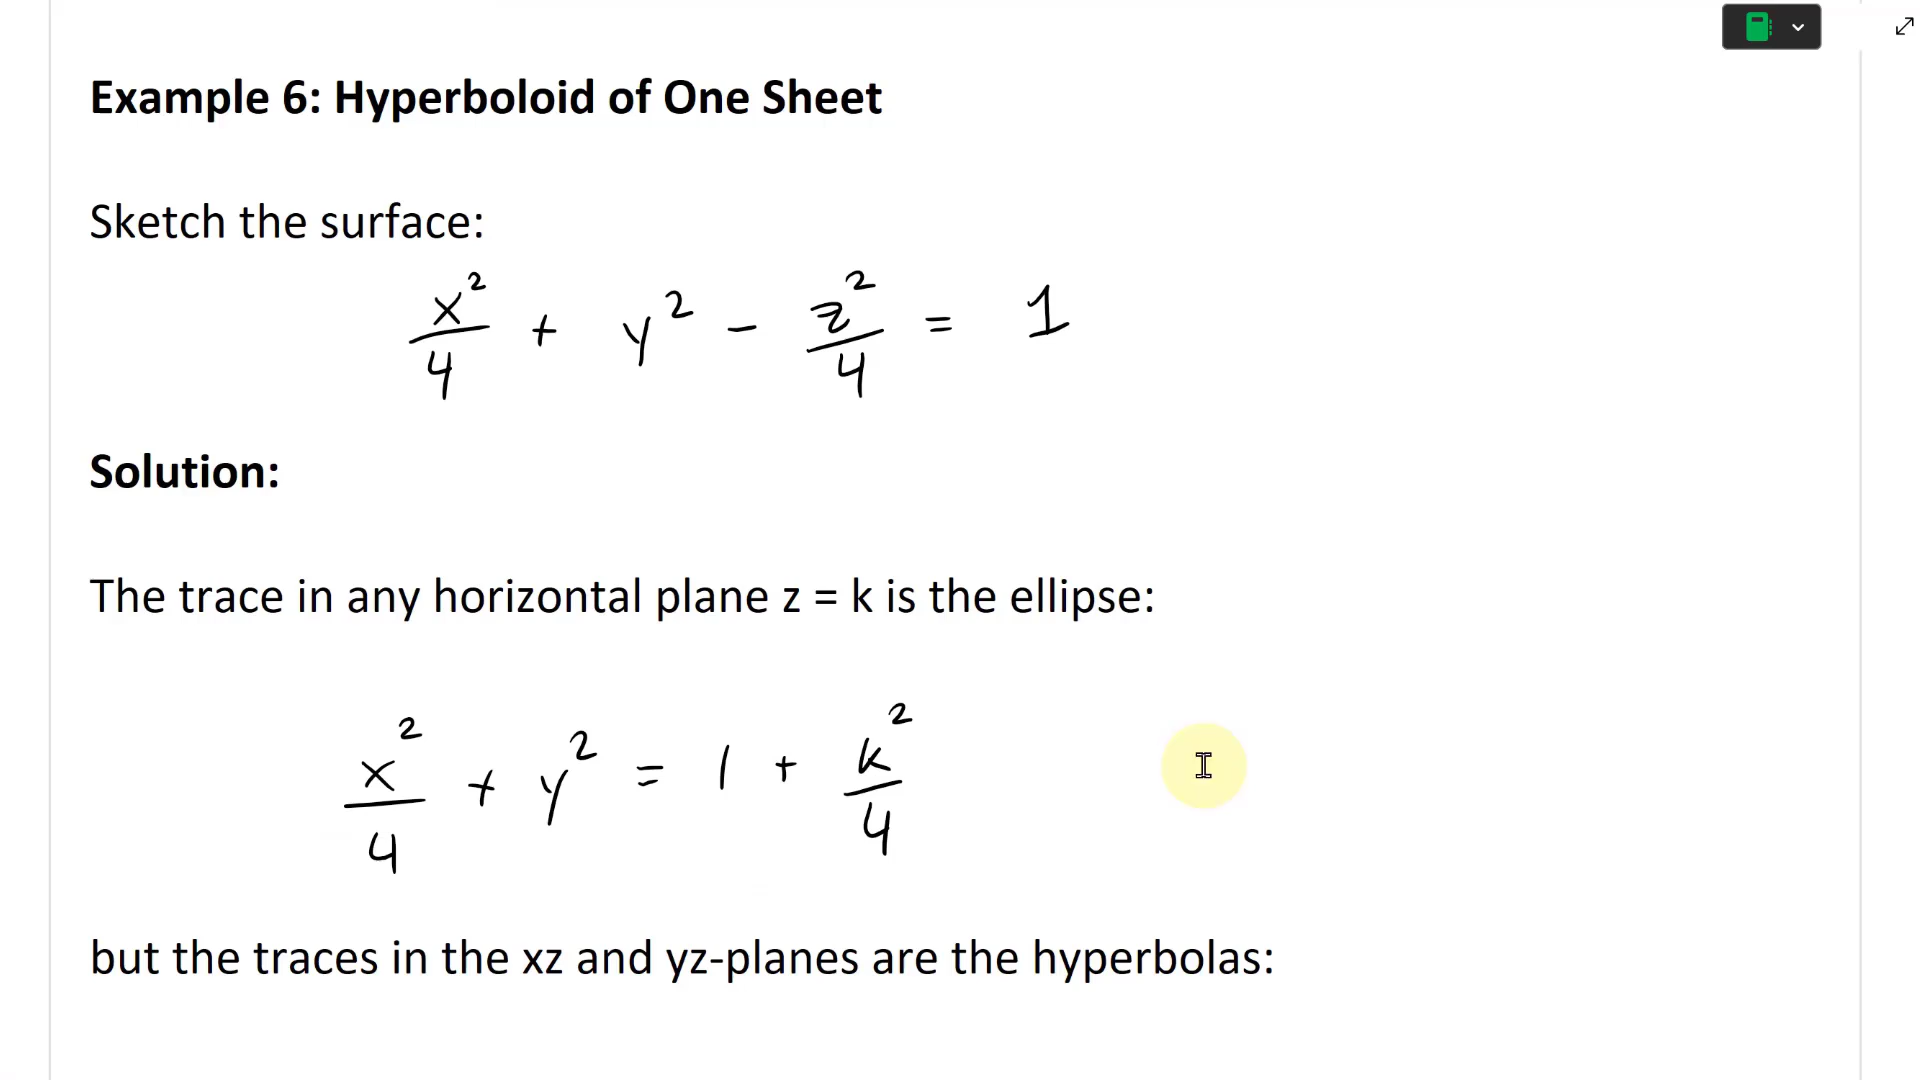 Example 6: Hyperboloid of One Sheet
Sketch the surface:
x²/4 + y² - z²/4 = 1
Solution:
The trace in any horizontal plane z = k is the ellipse:
x²/4 + y² = 1 + k²/4
but the traces in the xz and yz-planes are the hyperbolas: